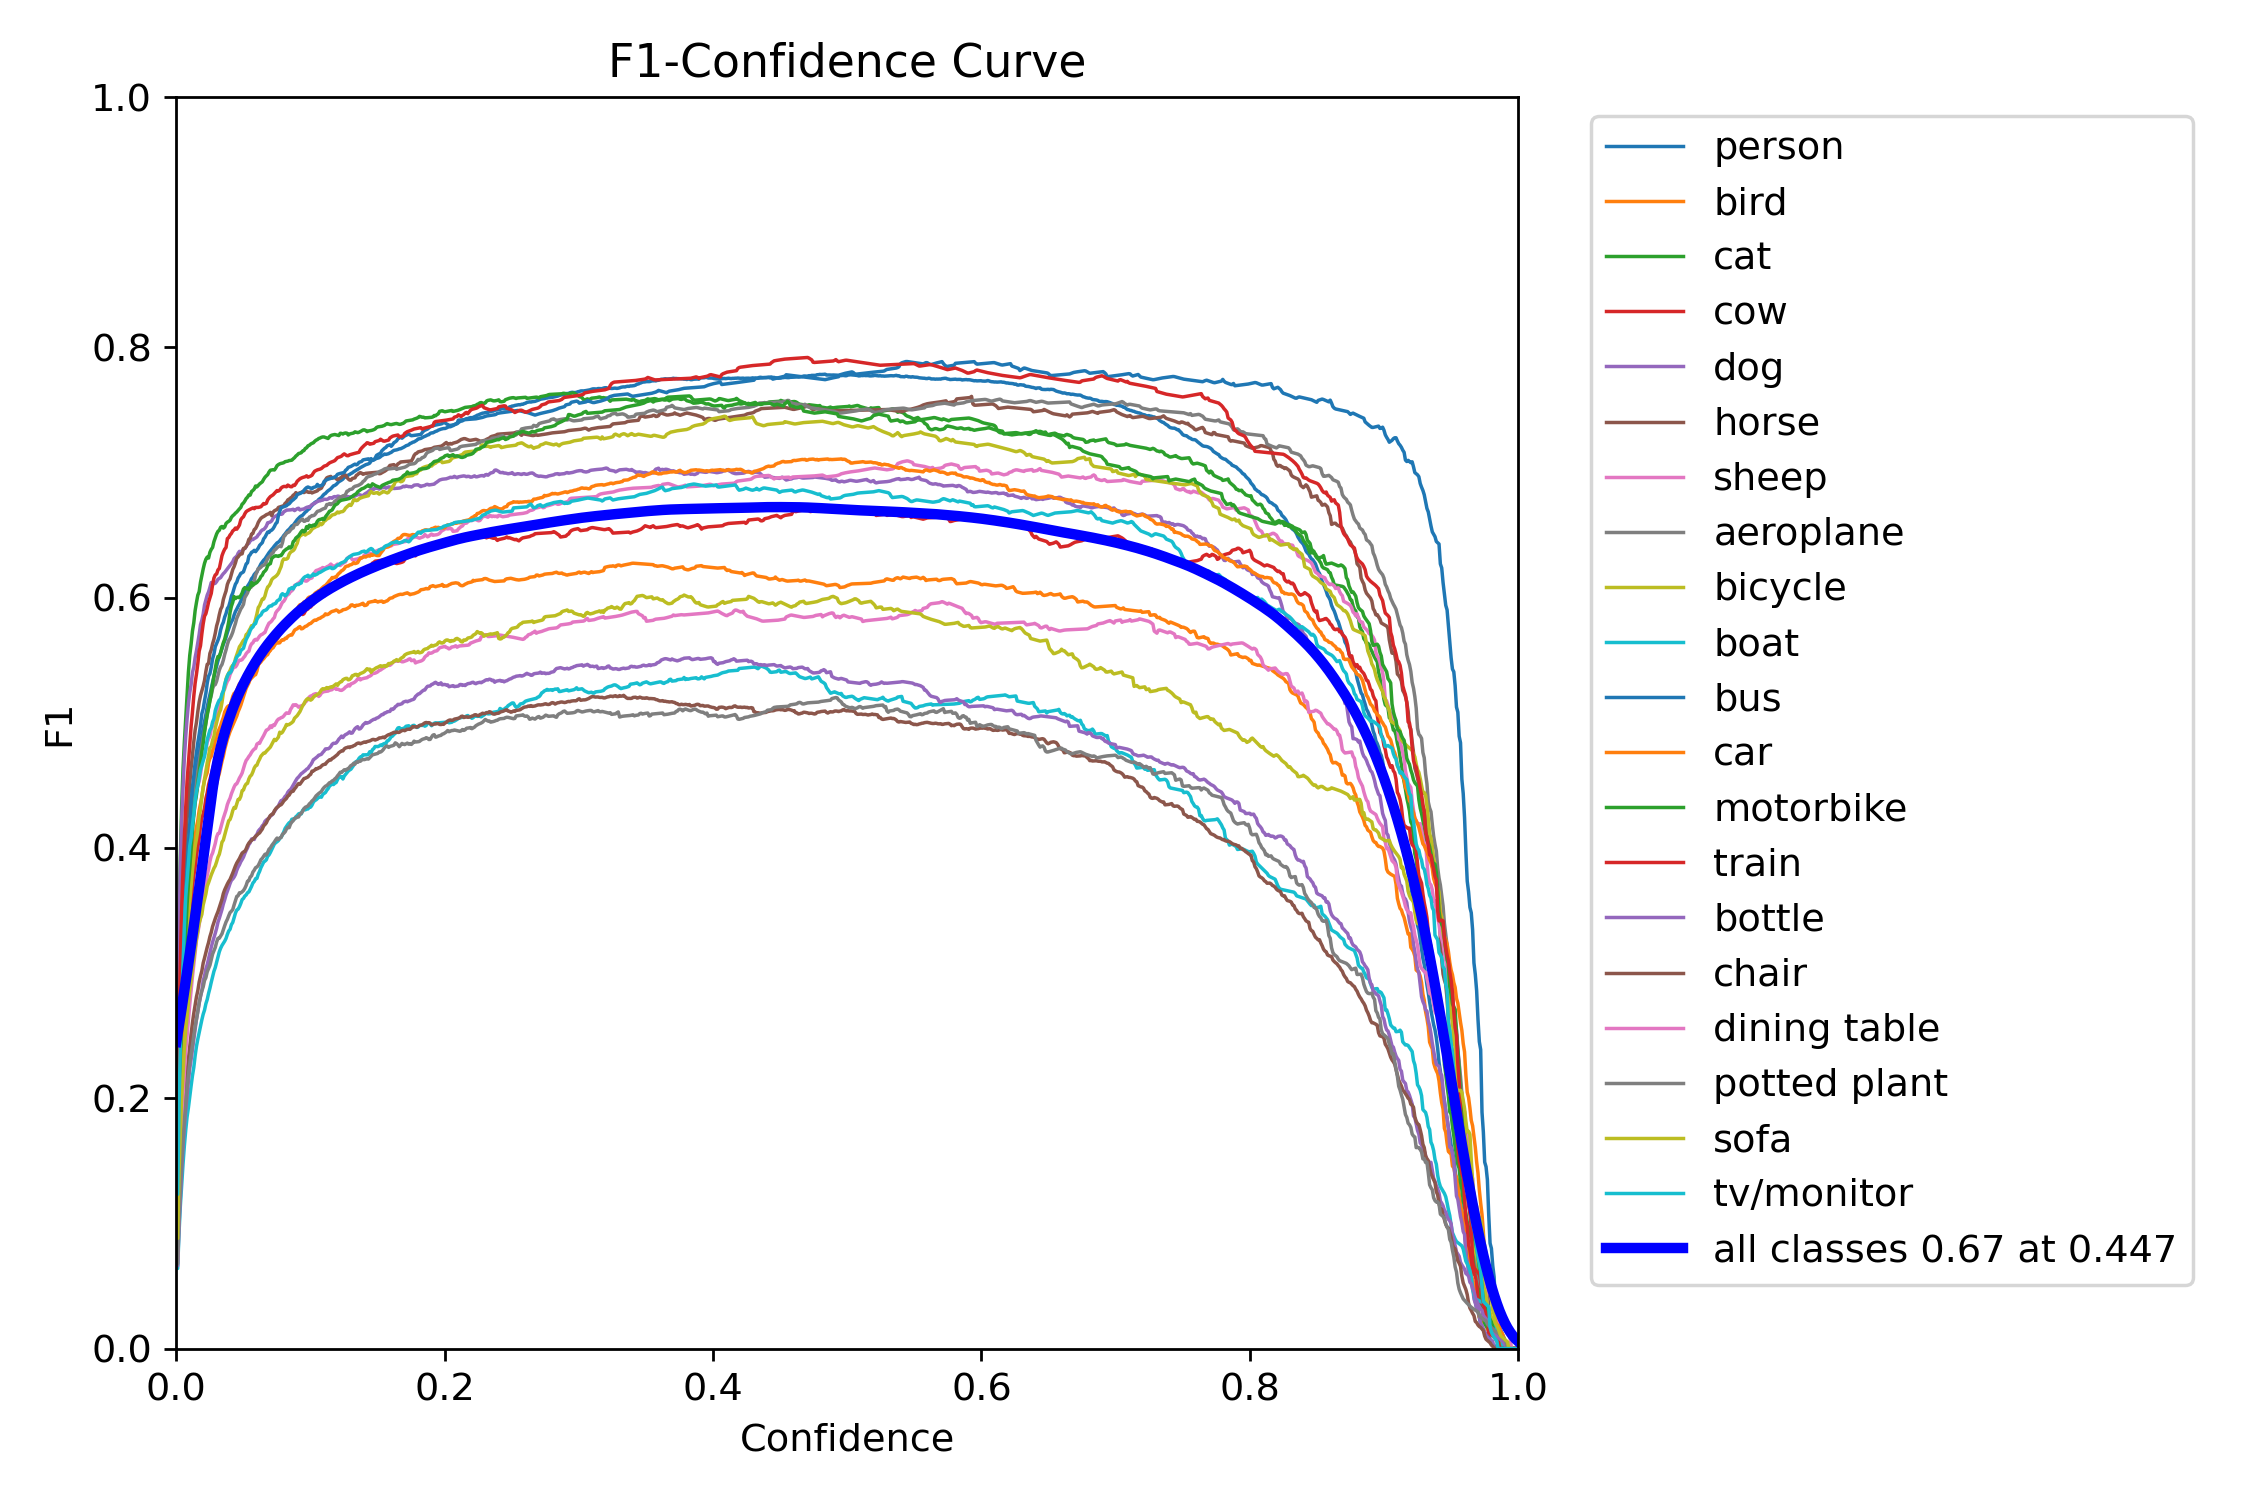 F1-Confidence Curve
1.0
0.8
0.6
0.4
0.2
0.0
F1
0.0 0.2 0.4 0.6 0.8 1.0
Confidence
person
bird
cat
cow
dog
horse
sheep
aeroplane
bicycle
boat
bus
car
motorbike
train
bottle
chair
dining table
potted plant
sofa
tv/monitor
all classes 0.67 at 0.447